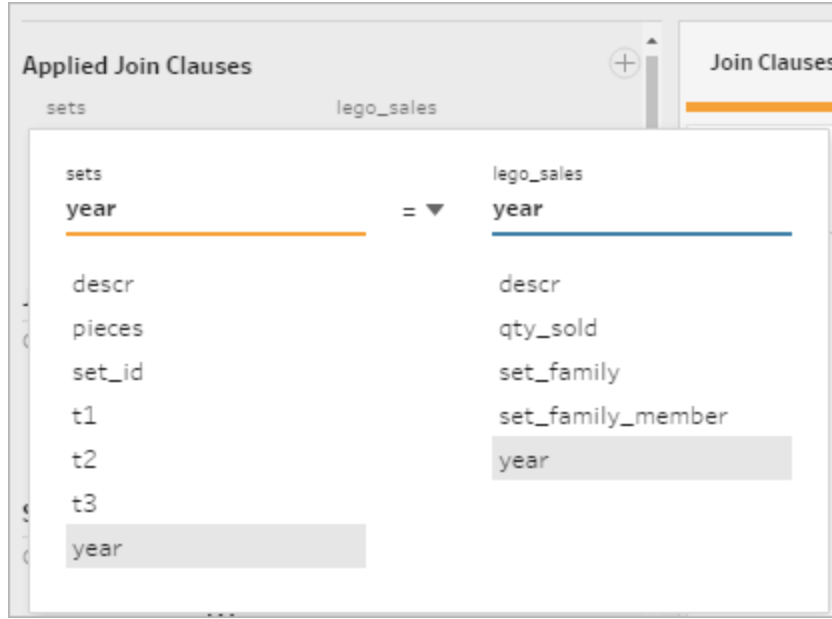 Applied Join Clauses
Join Clauses
sets lego_sales
sets lego_sales
year = year
descr descr
pieces qty_sold
set_id set_family
t1 set_family_member
t2 year
t3
year